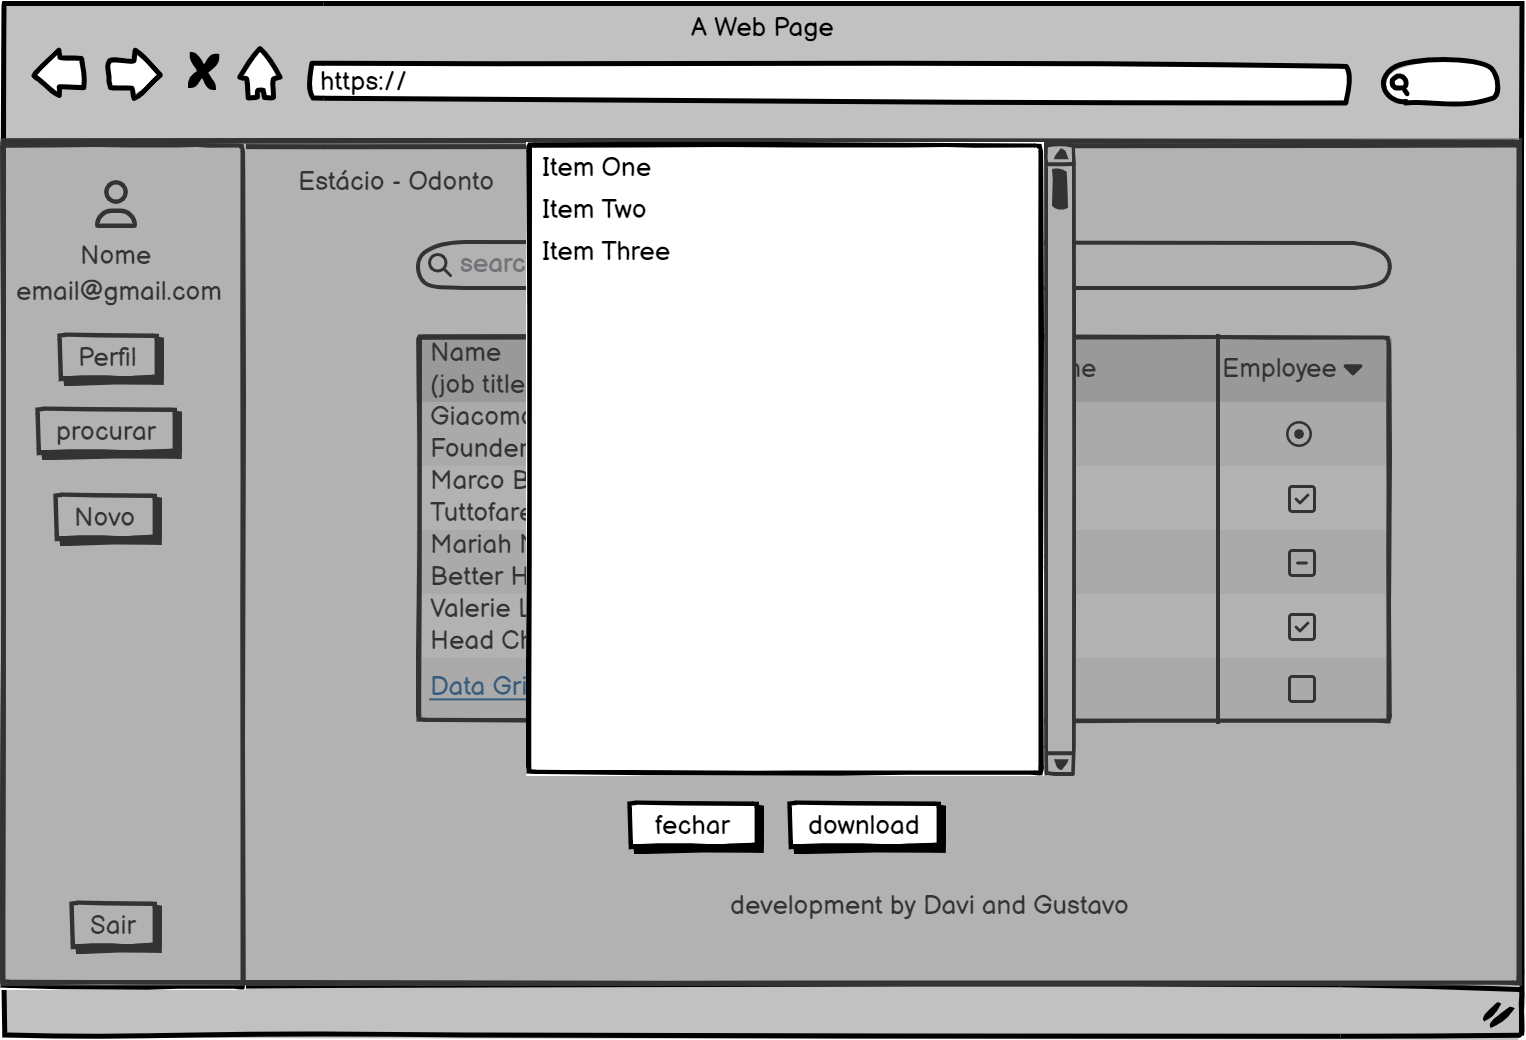 A Web Page
https://
Nome
email@gmail.com
Perfil
procurar
Novo
Sair
Estácio - Odonto
searc
Name
(job title
Employee
Giacomo
Founder
Marco B
Tuttofare
Mariah
Better H
Valerie L
Head Ch
Data Gri
Item One
Item Two
Item Three
fechar
download
development by Davi and Gustavo